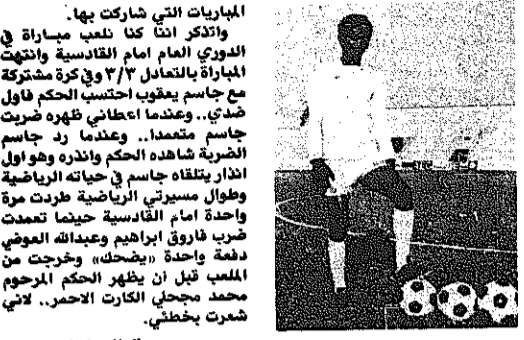 المباريات التي شاركت بها.
واتذكر اننا كنا نلعب مباراة في
الدوري العام امام القادسية وانتهت
المباراة بالتعادل ٣/٣ وفي كرة مشتركة
مع جاسم يعقوب احتسب الحكم فاول
ضدي.. وعندما اعطاني ظهره ضربت
جاسم متعمدا.. وعندما رد جاسم
الضربة شاهده الحكم وانذره وهو اول
انذار يتلقاه جاسم في حياته الرياضية
وطوال مسيرتي الرياضية طردت مرة
واحدة امام القادسية حينما تعمدت
ضرب فاروق ابراهيم وعبدالله العوضي
دفعة واحدة «يضحك» وخرجت من
الملعب قبل أن يظهر الحكم المرحوم
محمد مجحلي الكارت الاحمر.. لاني
شعرت بخطئي.